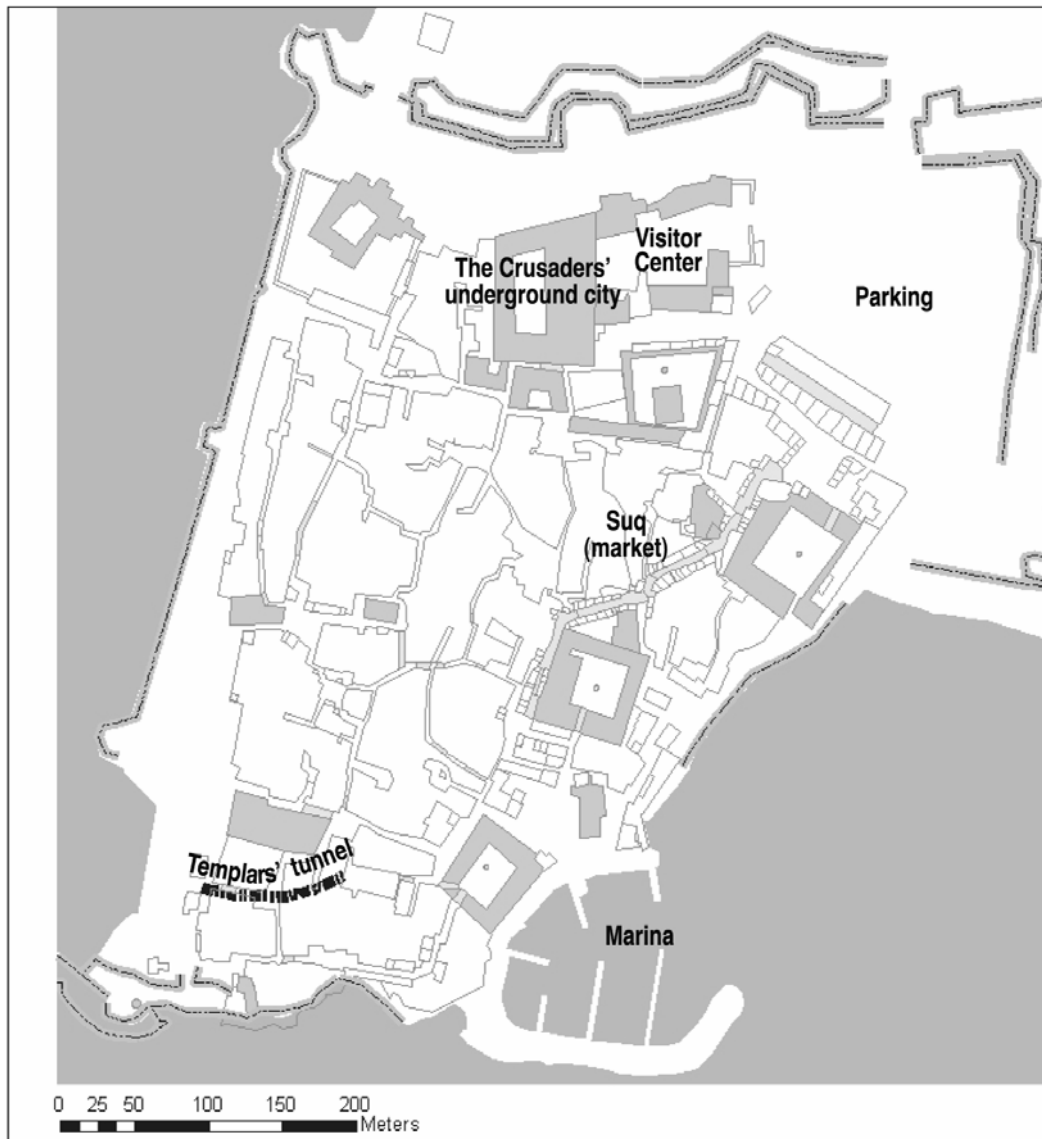 Visitor
Center
The Crusaders'
underground city
Parking
Suq
(market)
Templars' tunnel
Marina
0 25 50 100 150 200
Meters